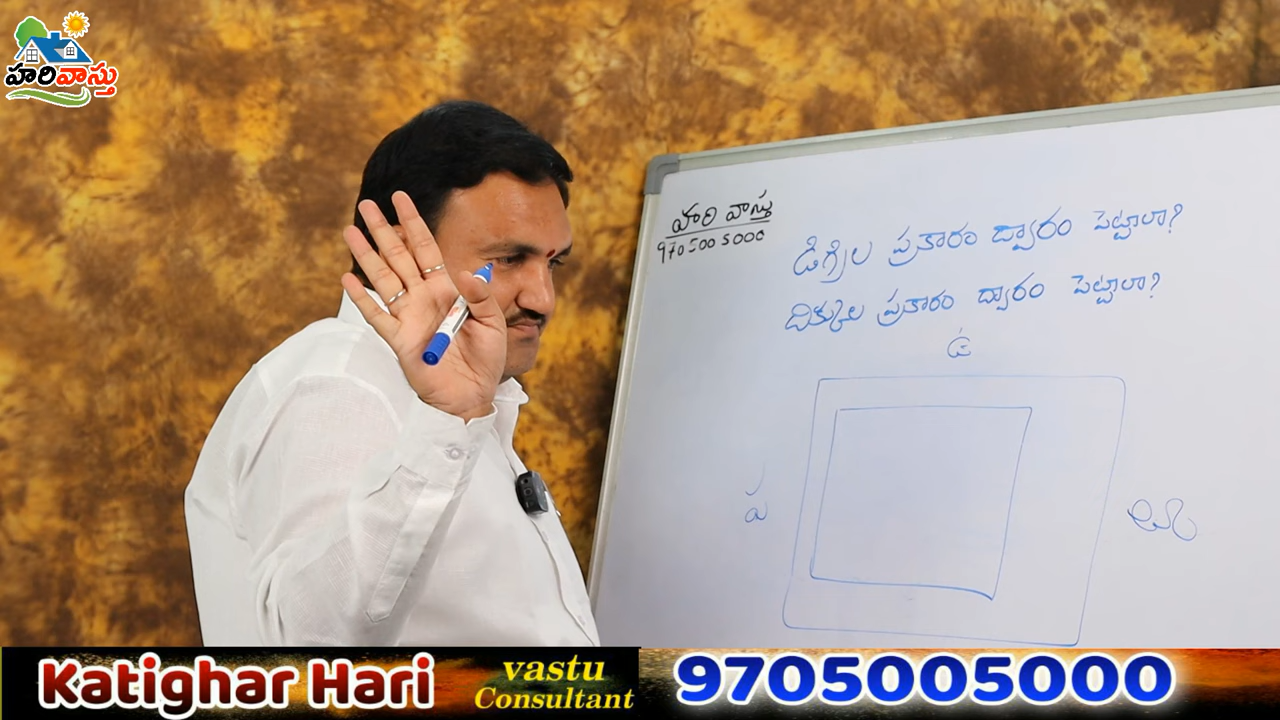 హరివాస్తు
హరి వాస్తు
9705005000
డిగ్రీల ప్రకారం ద్వారం పెట్టాలా?
దిక్కుల ప్రకారం ద్వారం పెట్టాలా?
ఉ
ప
తూ
Katighar Hari
vastu
Consultant
9705005000